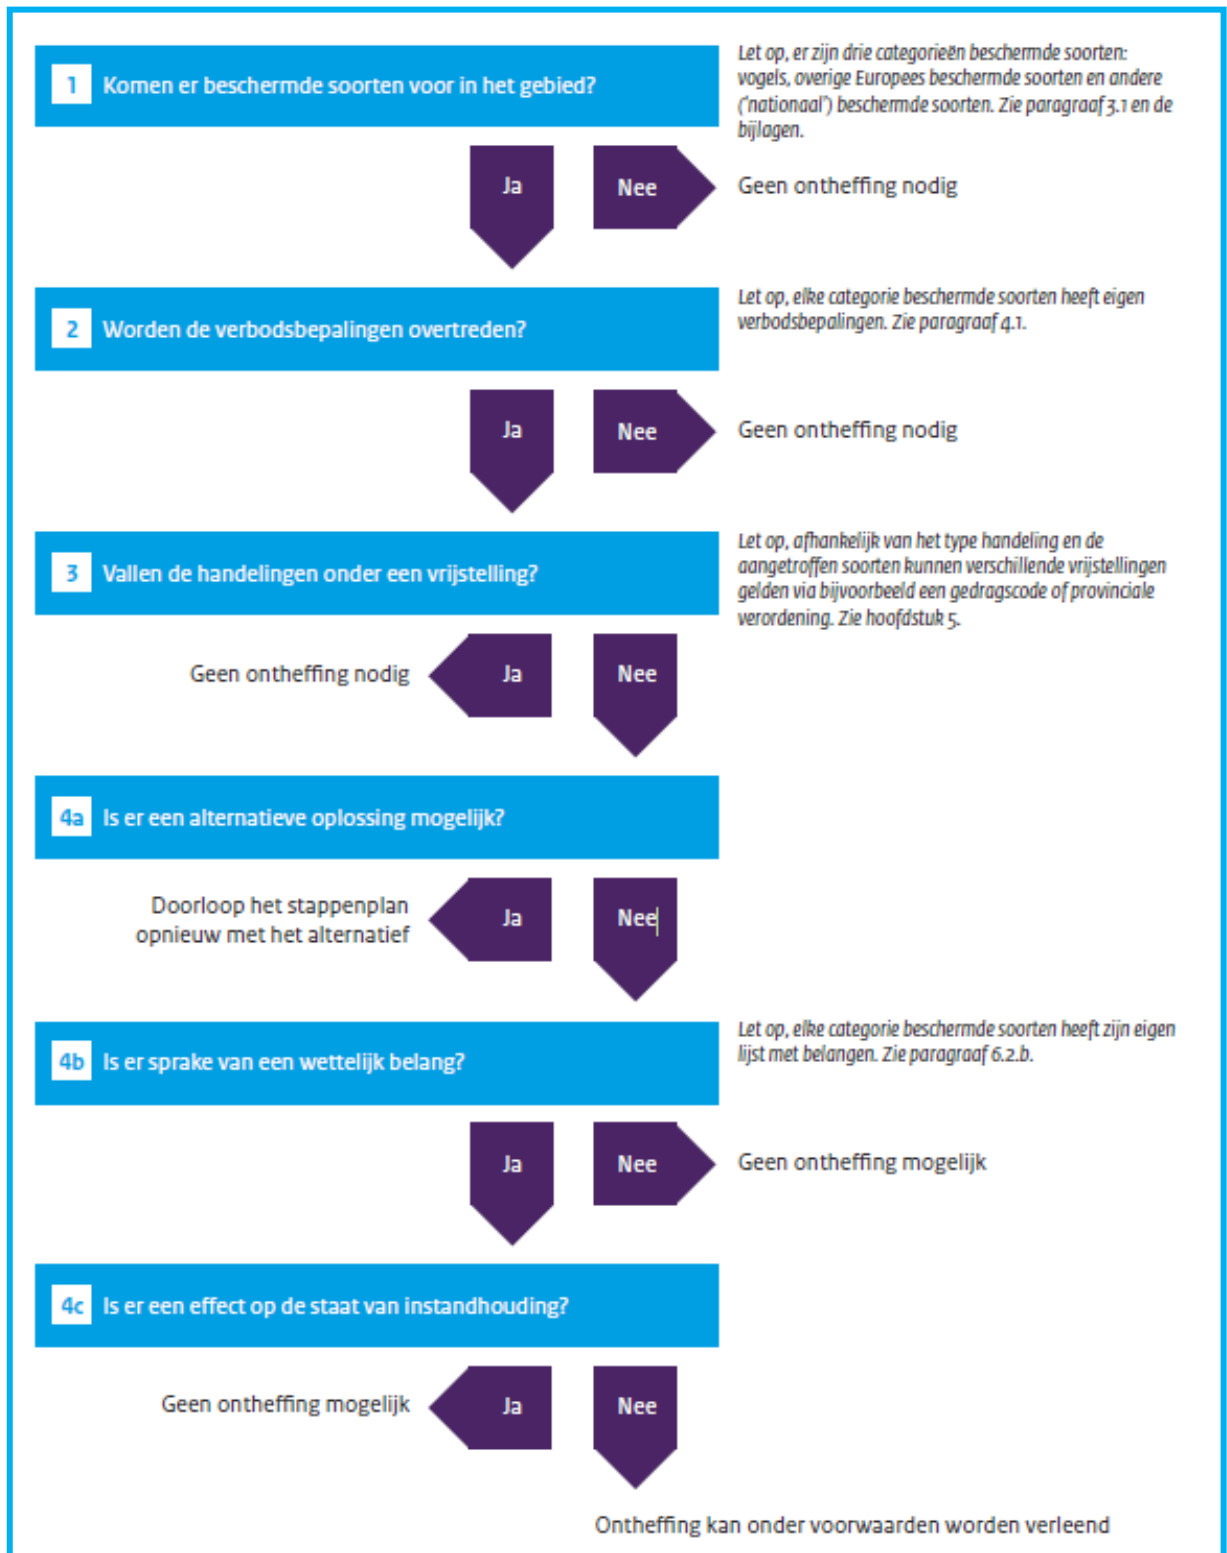 1 Komen er beschermde soorten voor in het gebied?
Let op, er zijn drie categorieën beschermde soorten:
vogels, overige Europees beschermde soorten en andere
('nationaal') beschermde soorten. Zie paragraaf 3.1 en de
bijlagen.
Ja
Nee
Geen ontheffing nodig
2 Worden de verbodsbepalingen overtreden?
Let op, elke categorie beschermde soorten heeft eigen
verbodsbepalingen. Zie paragraaf 4.1.
Ja
Nee
Geen ontheffing nodig
3 Vallen de handelingen onder een vrijstelling?
Let op, afhankelijk van het type handeling en de
aangetroffen soorten kunnen verschillende vrijstellingen
gelden via bijvoorbeeld een gedragscode of provinciale
verordening. Zie hoofdstuk 5.
Geen ontheffing nodig
Ja
Nee
4a Is er een alternatieve oplossing mogelijk?
Doorloop het stappenplan
opnieuw met het alternatief
Ja
Nee
4b Is er sprake van een wettelijk belang?
Let op, elke categorie beschermde soorten heeft zijn eigen
lijst met belangen. Zie paragraaf 6.2.b.
Ja
Nee
Geen ontheffing mogelijk
4c Is er een effect op de staat van instandhouding?
Geen ontheffing mogelijk
Ja
Nee
Ontheffing kan onder voorwaarden worden verleend